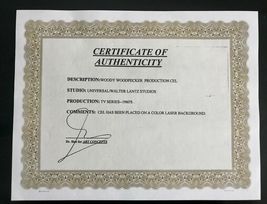 CERTIFICATE OF
AUTHENTICITY
DESCRIPTION:WOODY WOODPECKER PRODUCTION CEL
STUDIO: UNIVERSAL/WALTER LANTZ STUDIOS
PRODUCTION: TV SERIES--1960'S
COMMENTS: CEL HAS BEEN PLACED ON A COLOR LASER BACKGROUND.
for ART CONCEPTS